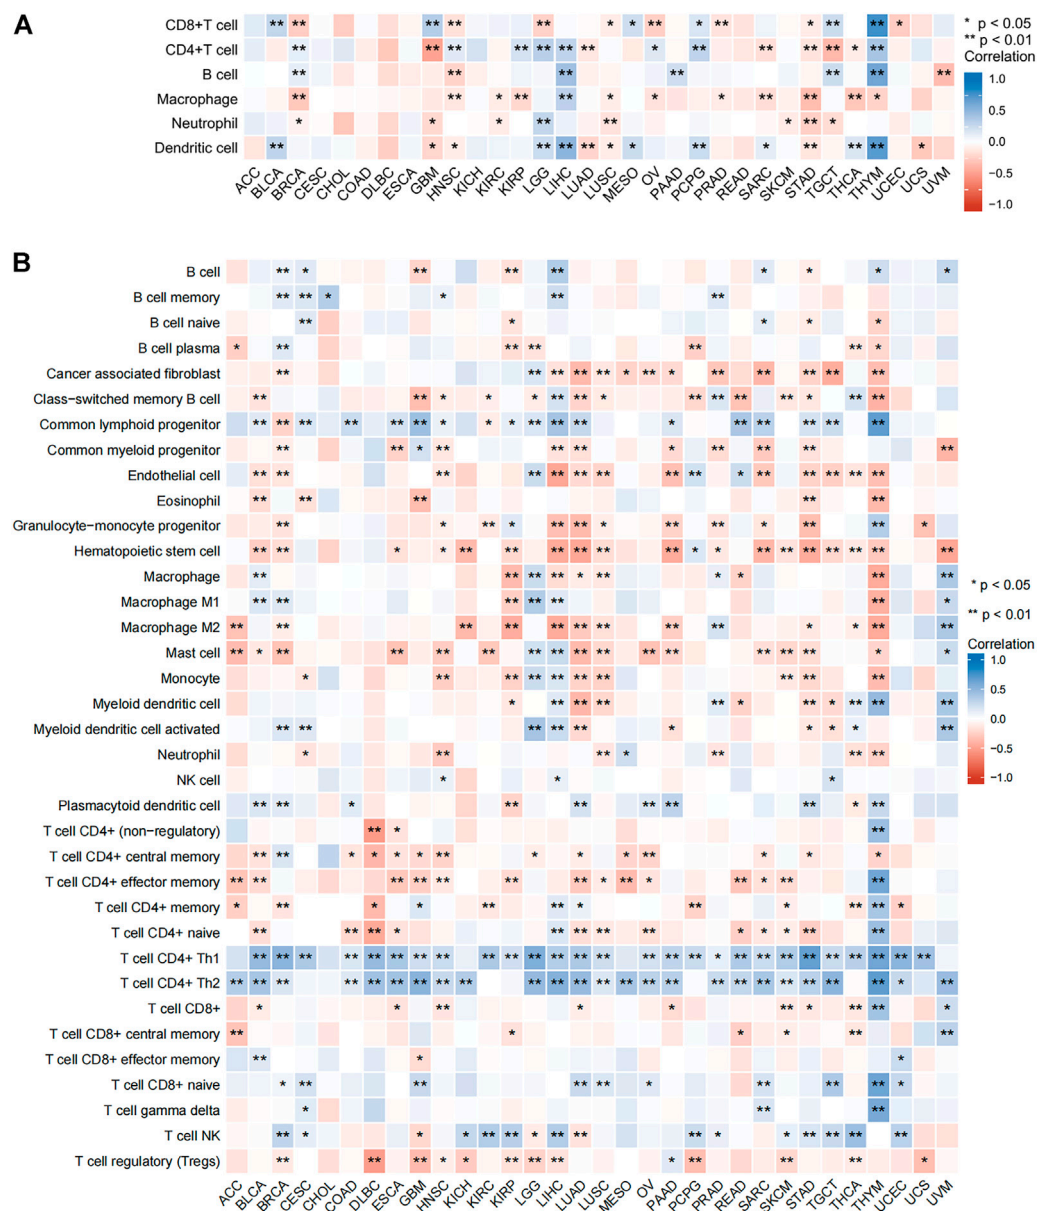 A
CD8+T cell
CD4+T cell
B cell
Macrophage
Neutrophil
Dendritic cell
ACC BLCA BRCA CESC CHOL COAD DLBC ESCA GBM HNSC KICH KIRC KIRP LGG LIHC LUAD LUSC MESO OV PAAD PCPG PRAD READ SARC SKCM STAD TGCT THCA THYM UCEC UCS UVM
* p < 0.05
** p < 0.01
Correlation
1.0
0.5
0.0
−0.5
−1.0
B
B cell
B cell memory
B cell naive
B cell plasma
Cancer associated fibroblast
Class−switched memory B cell
Common lymphoid progenitor
Common myeloid progenitor
Endothelial cell
Eosinophil
Granulocyte−monocyte progenitor
Hematopoietic stem cell
Macrophage
Macrophage M1
Macrophage M2
Mast cell
Monocyte
Myeloid dendritic cell
Myeloid dendritic cell activated
Neutrophil
NK cell
Plasmacytoid dendritic cell
T cell CD4+ (non−regulatory)
T cell CD4+ central memory
T cell CD4+ effector memory
T cell CD4+ memory
T cell CD4+ naive
T cell CD4+ Th1
T cell CD4+ Th2
T cell CD8+
T cell CD8+ central memory
T cell CD8+ effector memory
T cell CD8+ naive
T cell gamma delta
T cell NK
T cell regulatory (Tregs)
ACC BLCA BRCA CESC CHOL COAD DLBC ESCA GBM HNSC KICH KIRC KIRP LGG LIHC LUAD LUSC MESO OV PAAD PCPG PRAD READ SARC SKCM STAD TGCT THCA THYM UCEC UCS UVM
* p < 0.05
** p < 0.01
Correlation
1.0
0.5
0.0
−0.5
−1.0